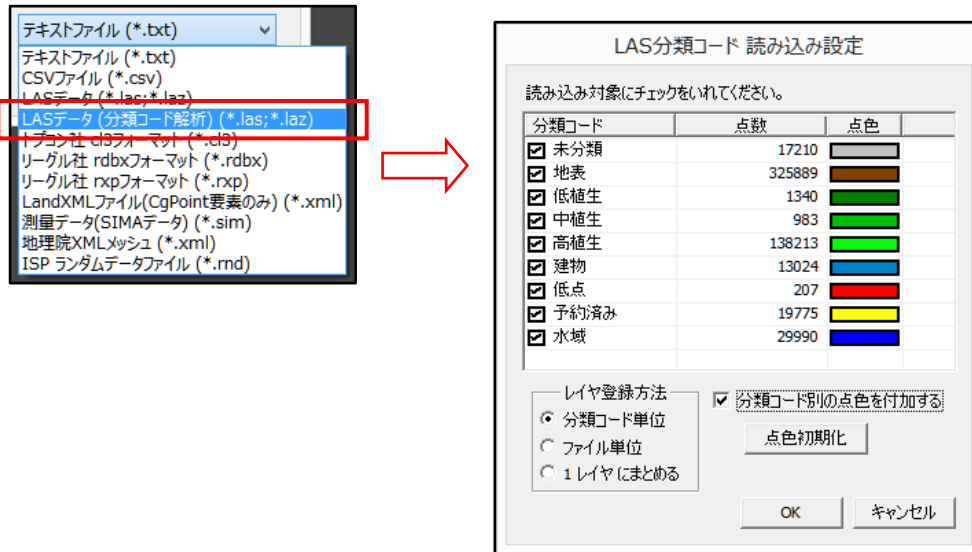 テキストファイル (*.txt)
テキストファイル (*.txt)
CSVファイル (*.csv)
LASデータ (*.las;*.laz)
LASデータ (分類コード解析) (*.las;*.laz)
トプコン社 cl3フォーマット (*.cl3)
リーグル社 rdbxフォーマット (*.rdbx)
リーグル社 rxpフォーマット (*.rxp)
LandXMLファイル(CgPoint要素のみ) (*.xml)
測量データ(SIMAデータ) (*.sim)
地理院XMLメッシュ (*.xml)
ISP ランダムデータファイル (*.rnd)
LAS分類コード 読み込み設定
読み込み対象にチェックをいれてください。
分類コード 点数 点色
未分類 17210
地表 325889
低植生 1340
中植生 983
高植生 138213
建物 13024
低点 207
予約済み 19775
水域 29990
レイヤ登録方法
分類コード単位
ファイル単位
1レイヤにまとめる
分類コード別の点色を付加する
点色初期化
OK キャンセル